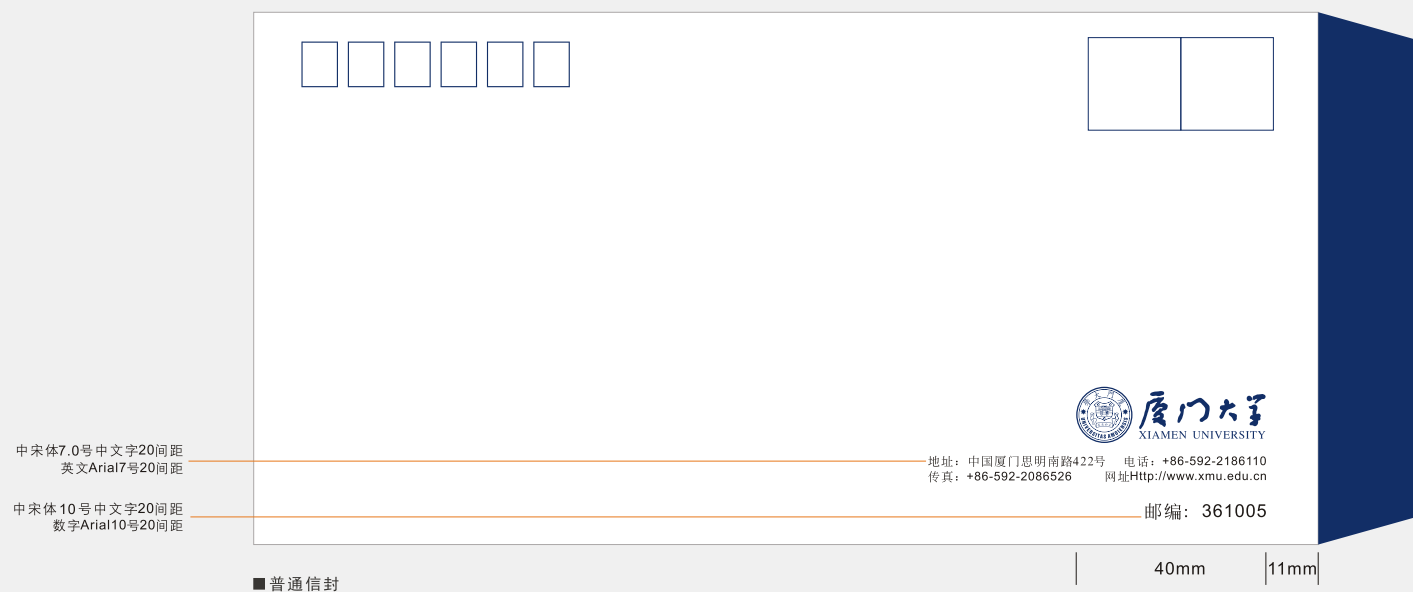 厦门大学
XIAMEN UNIVERSITY
中宋体7.0号中文字20间距
英文Arial7号20间距
地址：中国厦门思明南路422号 电话：+86-592-2186110
传真：+86-592-2086526 网址Http://www.xmu.edu.cn
中宋体10号中文字20间距
数字Arial10号20间距
邮编：361005
40mm 11mm
■普通信封